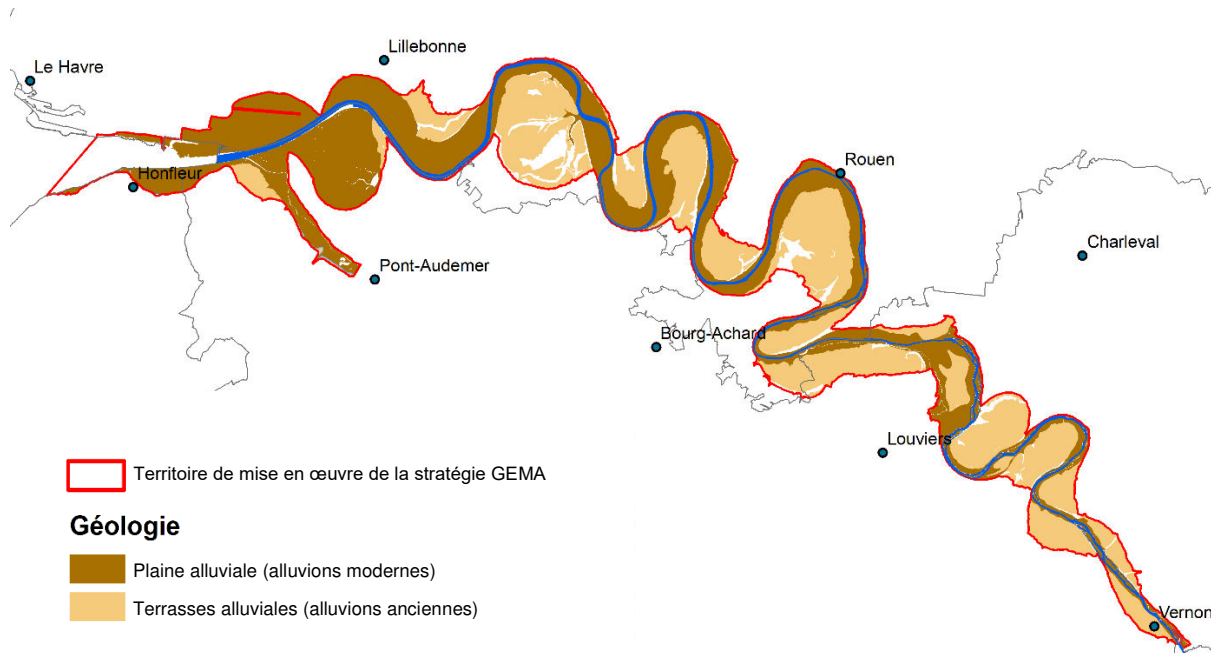 Lillebonne
Le Havre
Rouen
Honfleur
Charleval
Pont-Audemer
Bourg-Achard
Louviers
Territoire de mise en œuvre de la stratégie GEMA
Géologie
Plaine alluviale (alluvions modernes)
Terrasses alluviales (alluvions anciennes)
Vernon